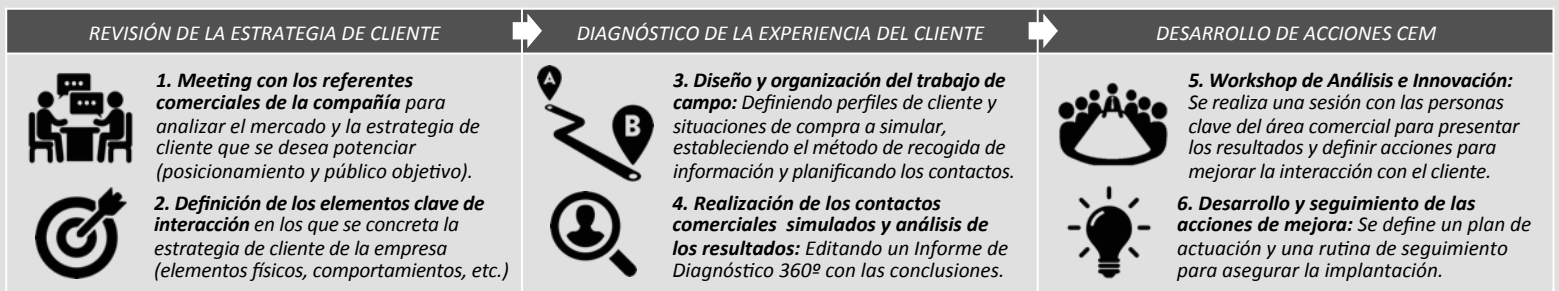 REVISIÓN DE LA ESTRATEGIA DE CLIENTE
1. Meeting con los referentes
comerciales de la compañía para
analizar el mercado y la estrategia de
cliente que se desea potenciar
(posicionamiento y público objetivo).
2. Definición de los elementos clave de
interacción en los que se concreta la
estrategia de cliente de la empresa
(elementos físicos, comportamientos, etc.)
DIAGNÓSTICO DE LA EXPERIENCIA DEL CLIENTE
A
B
3. Diseño y organización del trabajo de
campo: Definiendo perfiles de cliente y
situaciones de compra a simular,
estableciendo el método de recogida de
información y planificando los contactos.
4. Realización de los contactos
comerciales simulados y análisis de
los resultados: Editando un Informe de
Diagnóstico 360º con las conclusiones.
DESARROLLO DE ACCIONES CEM
5. Workshop de Análisis e Innovación:
Se realiza una sesión con las personas
clave del área comercial para presentar
los resultados y definir acciones para
mejorar la interacción con el cliente.
6. Desarrollo y seguimiento de las
acciones de mejora: Se define un plan de
actuación y una rutina de seguimiento
para asegurar la implantación.